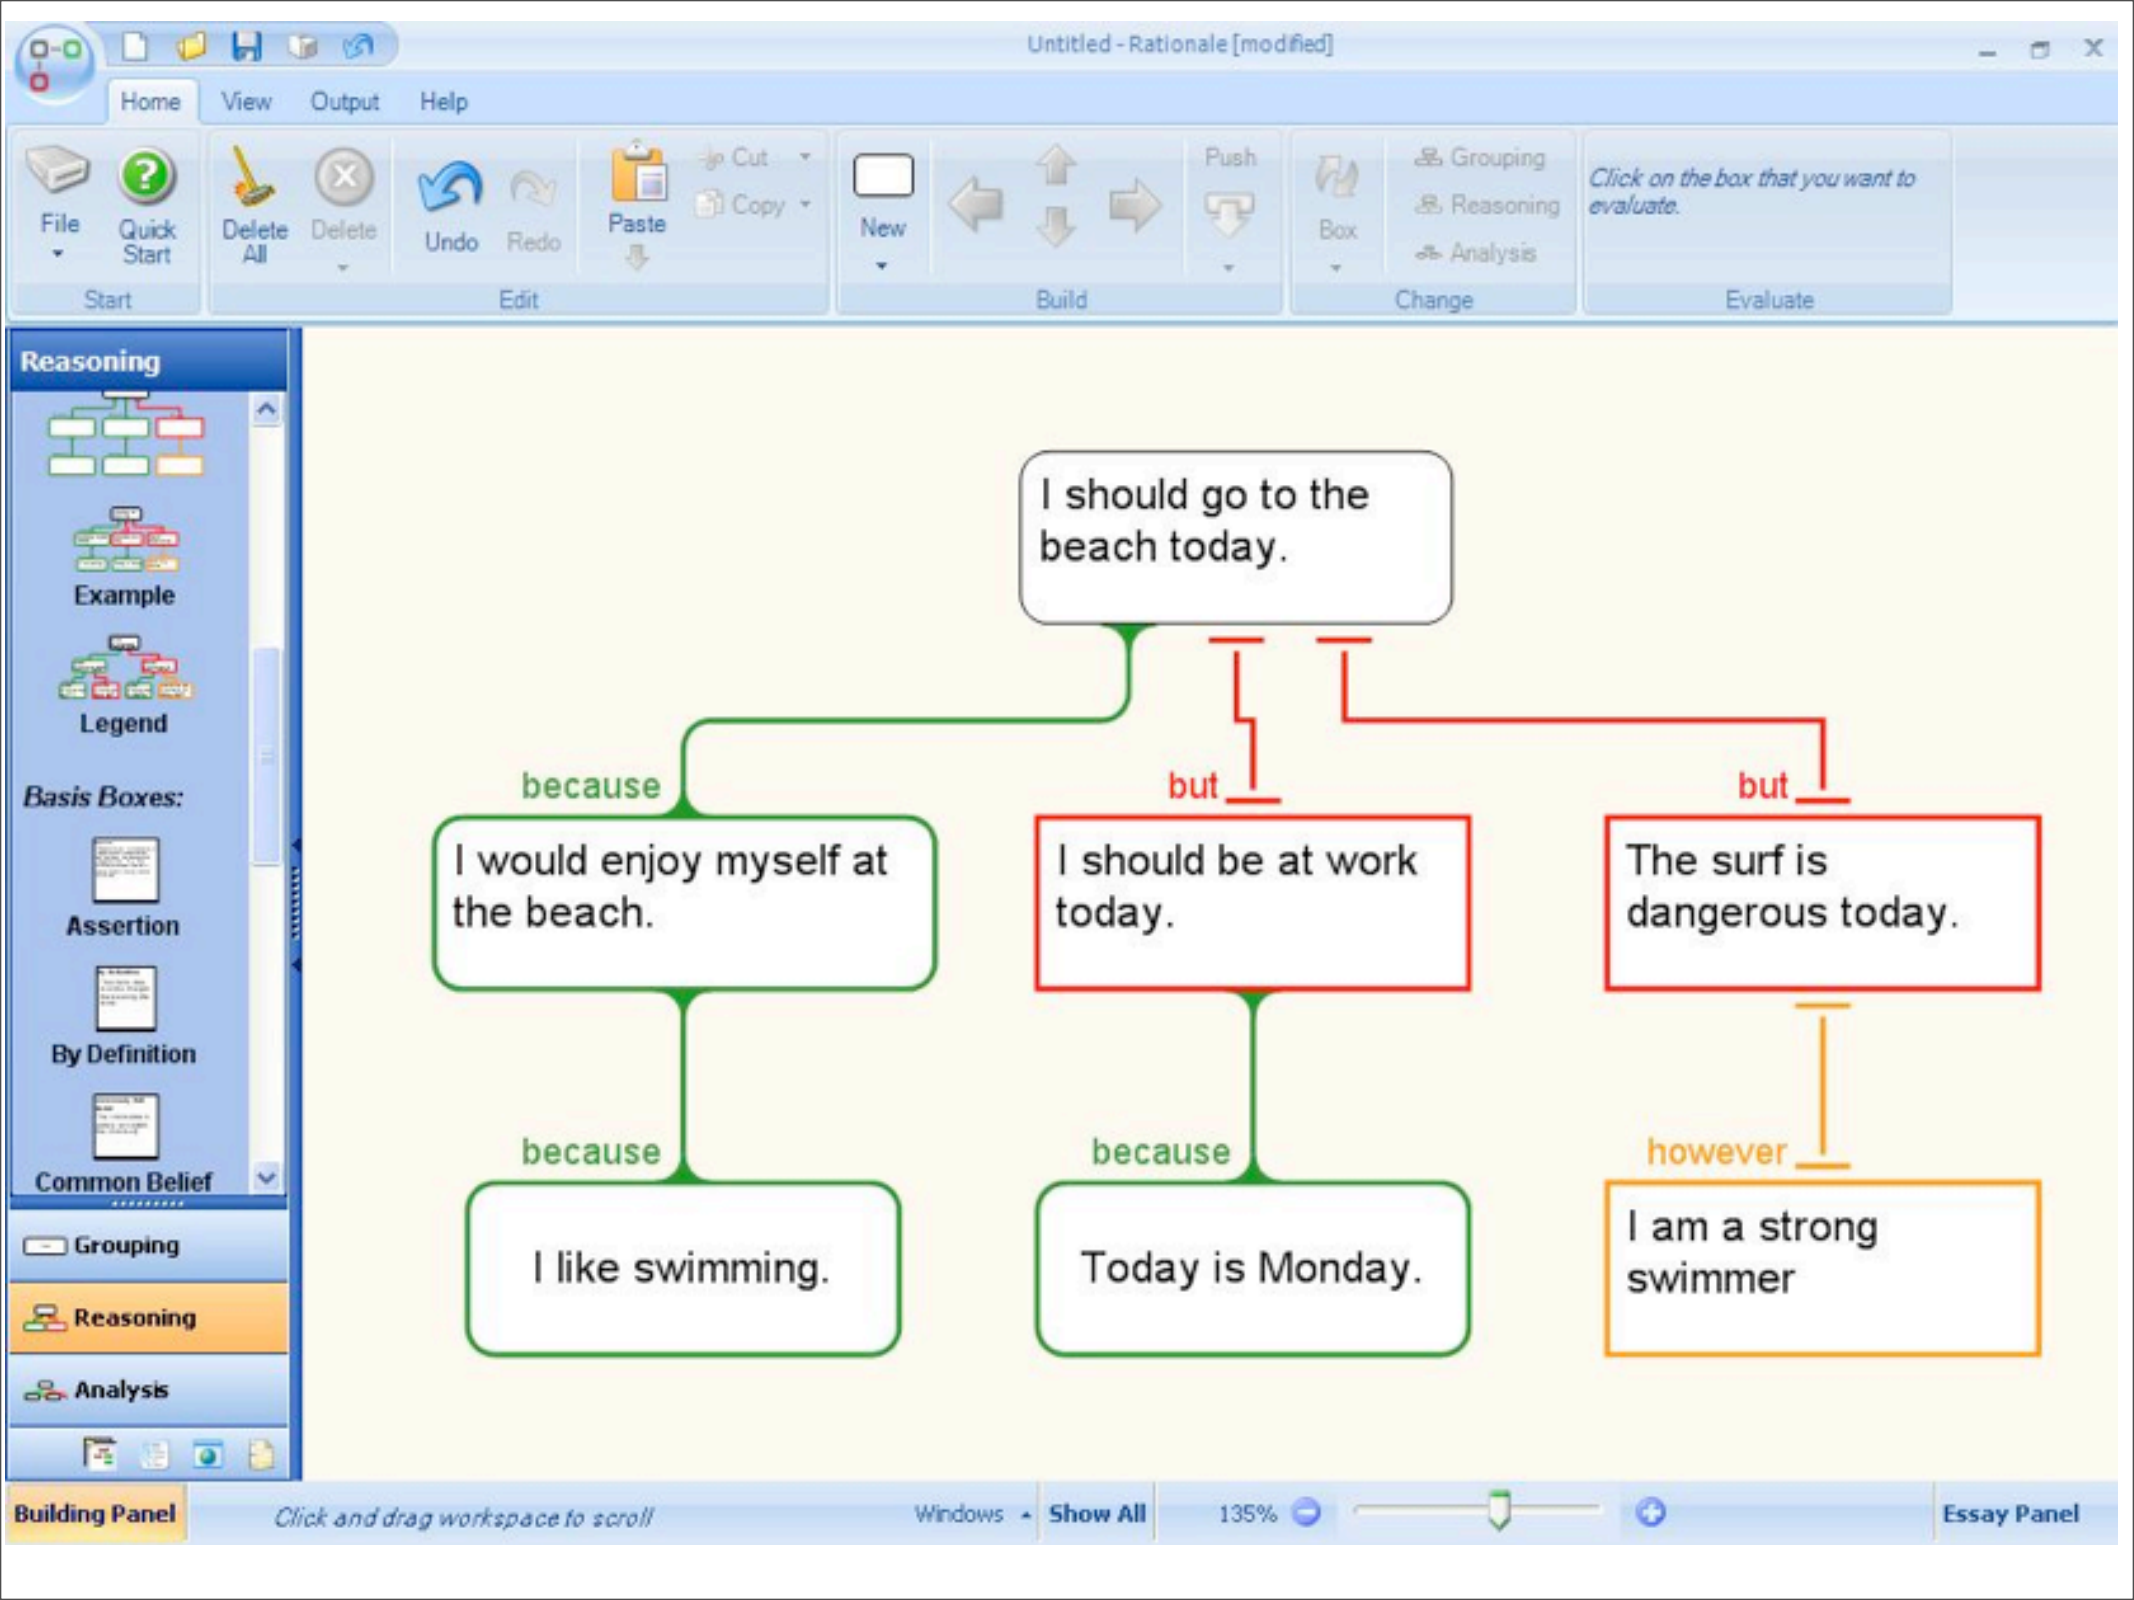 Untitled - Rationale [modified]
Home View Output Help
File
Quick Start
Start
Delete All
Delete
Undo
Redo
Paste
Cut
Copy
Edit
New
Push
Build
Box
Grouping
Reasoning
Analysis
Change
Click on the box that you want to
evaluate.
Evaluate
Reasoning
Example
Legend
Basis Boxes:
Assertion
By Definition
Common Belief
Grouping
Reasoning
Analysis
I should go to the
beach today.
because
I would enjoy myself at
the beach.
but
I should be at work
today.
but
The surf is
dangerous today.
because
I like swimming.
because
Today is Monday.
however
I am a strong
swimmer
Building Panel
Click and drag workspace to scroll
Windows
Show All
135%
Essay Panel